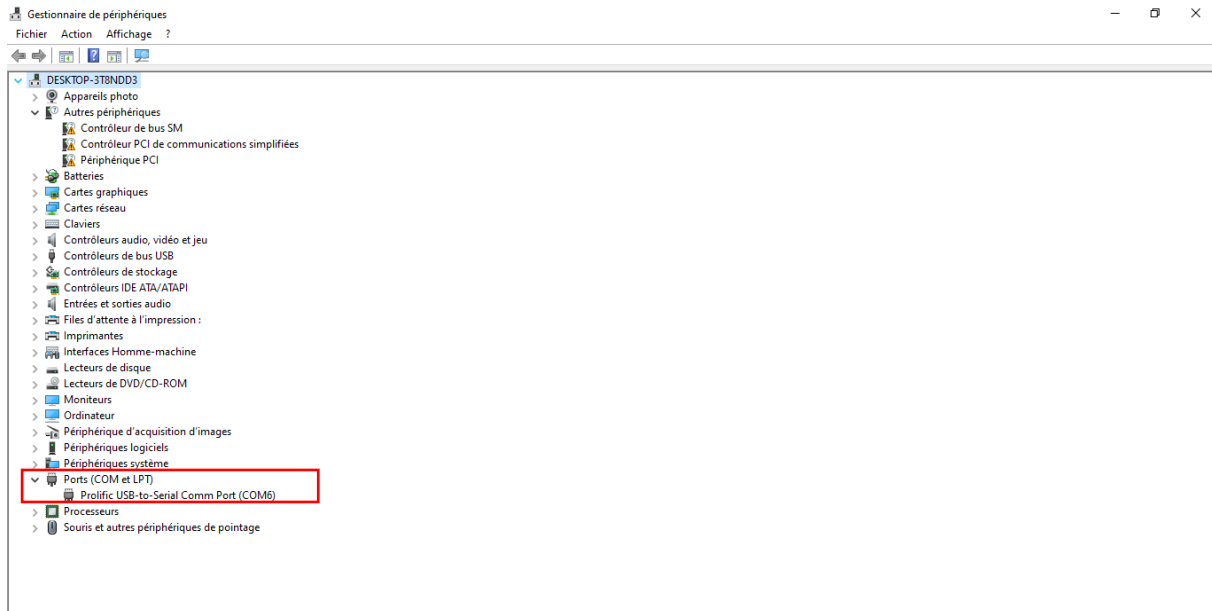 Gestionnaire de périphériques
Fichier Action Affichage ?
DESKTOP-3T8NDD3
Appareils photo
Autres périphériques
Contrôleur de bus SM
Contrôleur PCI de communications simplifiées
Périphérique PCI
Batteries
Cartes graphiques
Cartes réseau
Claviers
Contrôleurs audio, vidéo et jeu
Contrôleurs de bus USB
Contrôleurs de stockage
Contrôleurs IDE ATA/ATAPI
Entrées et sorties audio
Files d'attente à l'impression :
Imprimantes
Interfaces Homme-machine
Lecteurs de disque
Lecteurs de DVD/CD-ROM
Moniteurs
Ordinateur
Périphérique d'acquisition d'images
Périphériques logiciels
Périphériques système
Ports (COM et LPT)
Prolific USB-to-Serial Comm Port (COM6)
Processeurs
Souris et autres périphériques de pointage